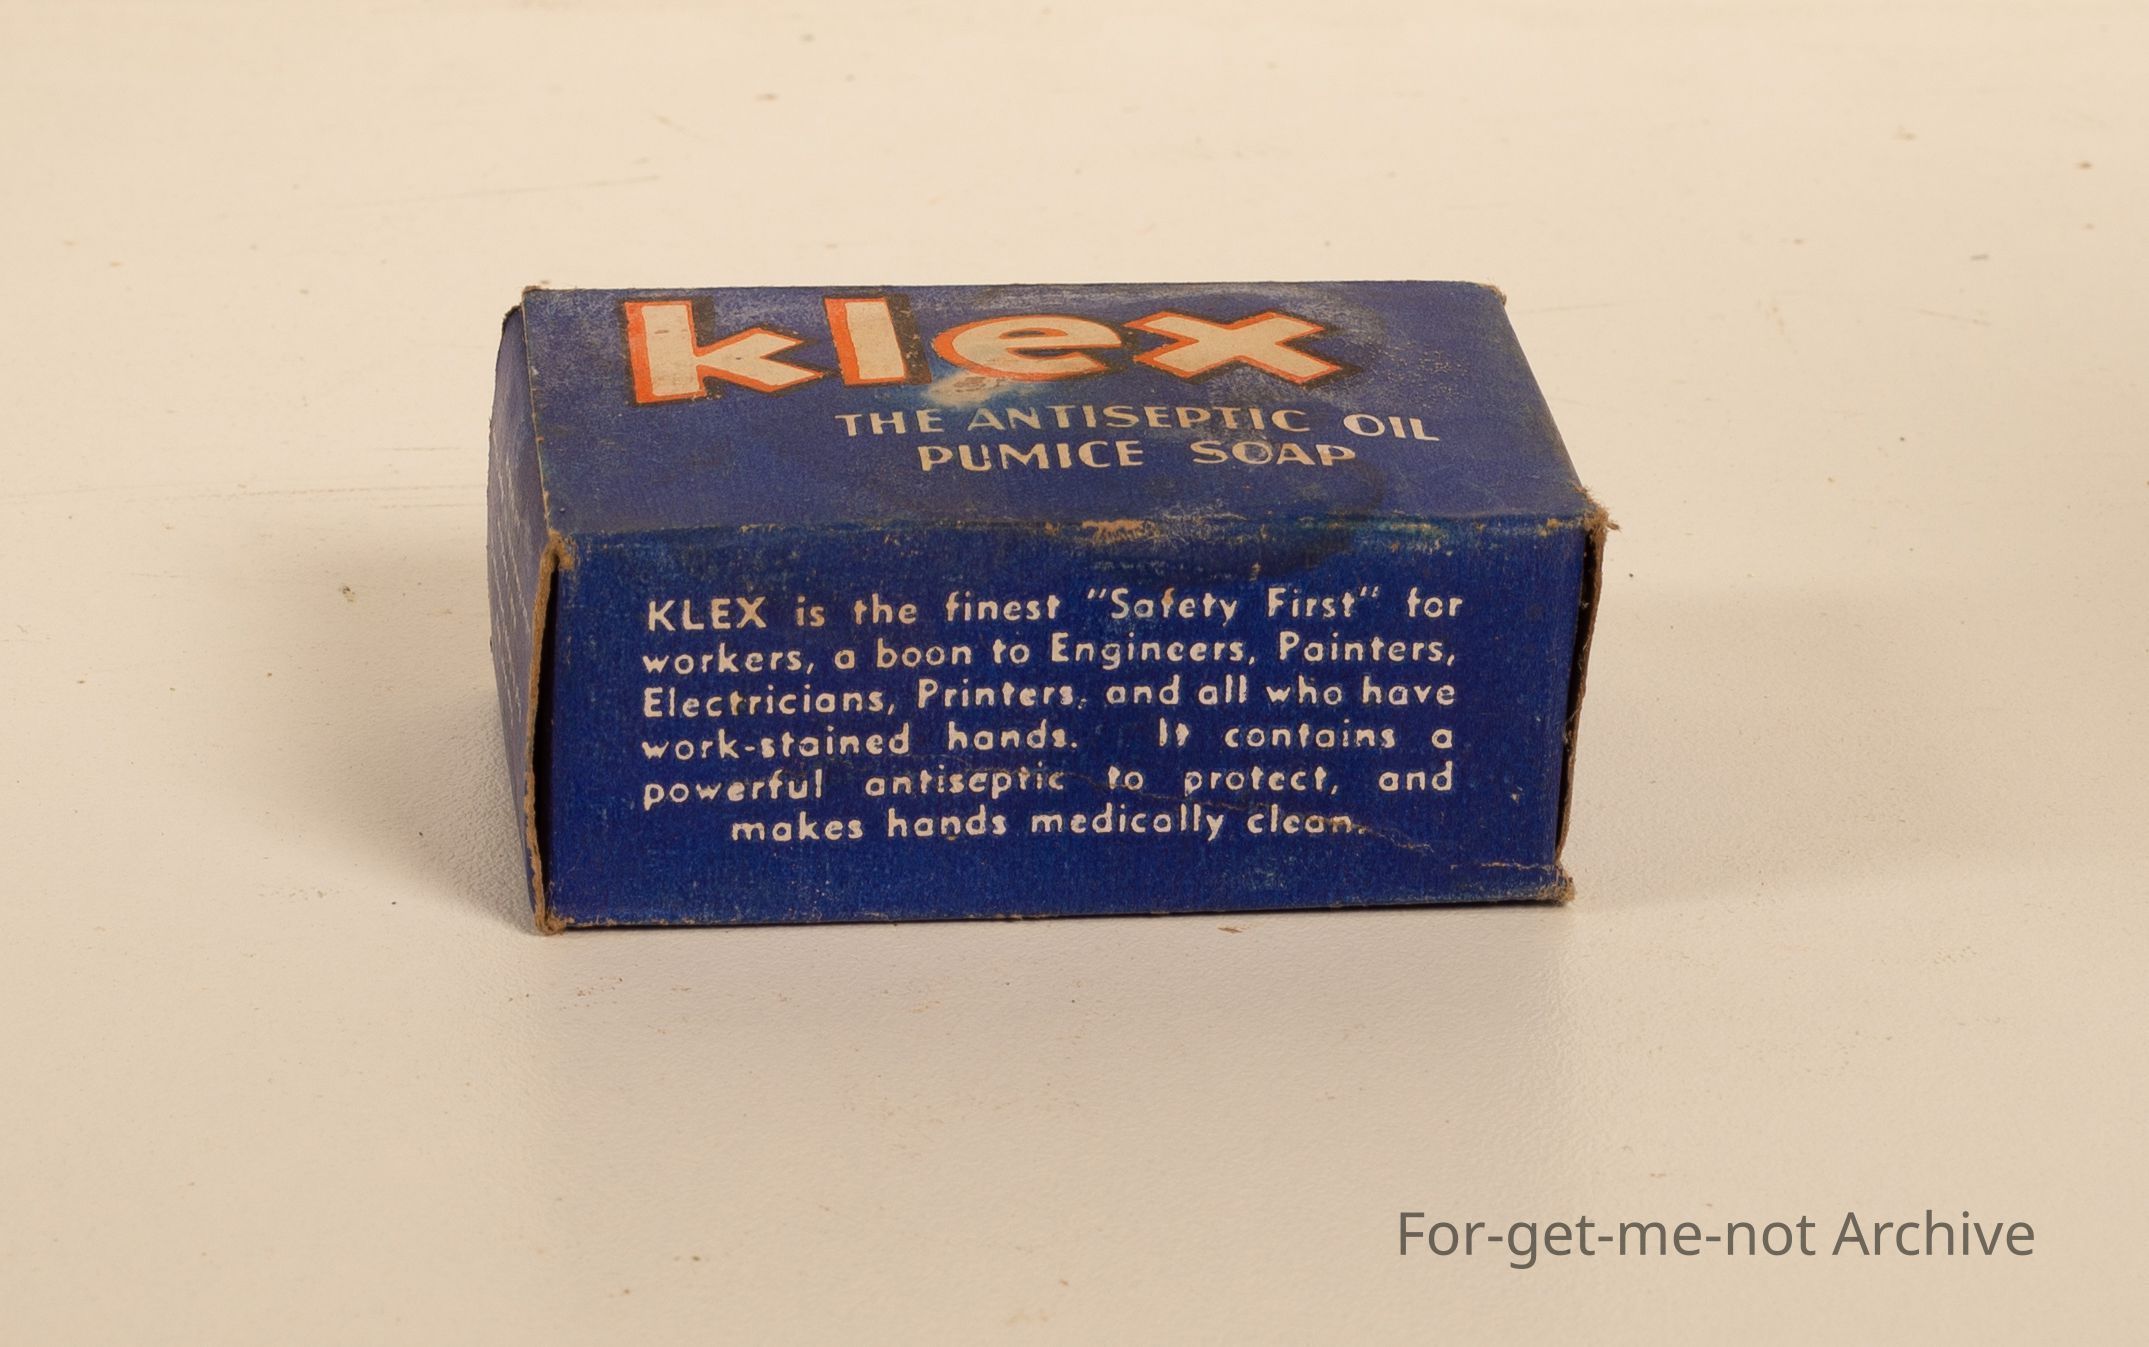 klex
THE ANTISEPTIC OIL
PUMICE SOAP
KLEX is the finest "Safety First" for
workers, a boon to Engineers, Painters,
Electricians, Printers, and all who have
work-stained hands. It contains a
powerful antiseptic to protect, and
makes hands medically clean.
For-get-me-not Archive